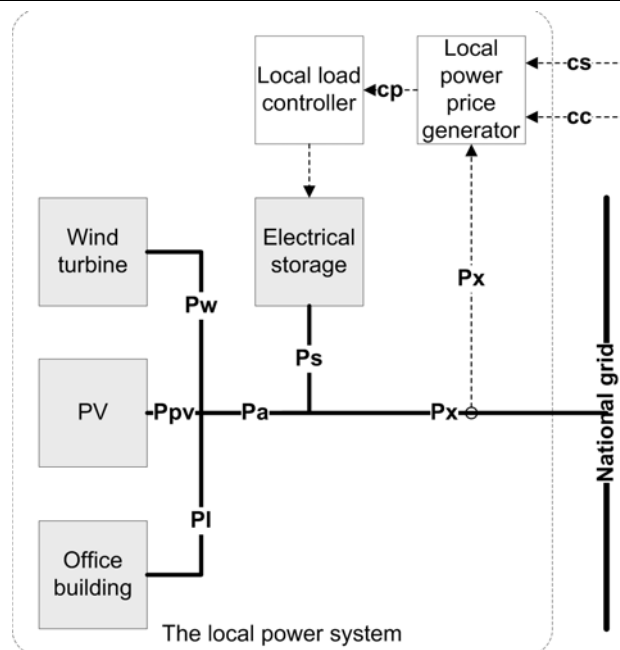 Local load
controller
cp
Local
power
price
generator
cs
cc
Wind
turbine
Electrical
storage
Pw
Px
Ps
PV
Ppv
Pa
Px
National grid
Pl
Office
building
The local power system